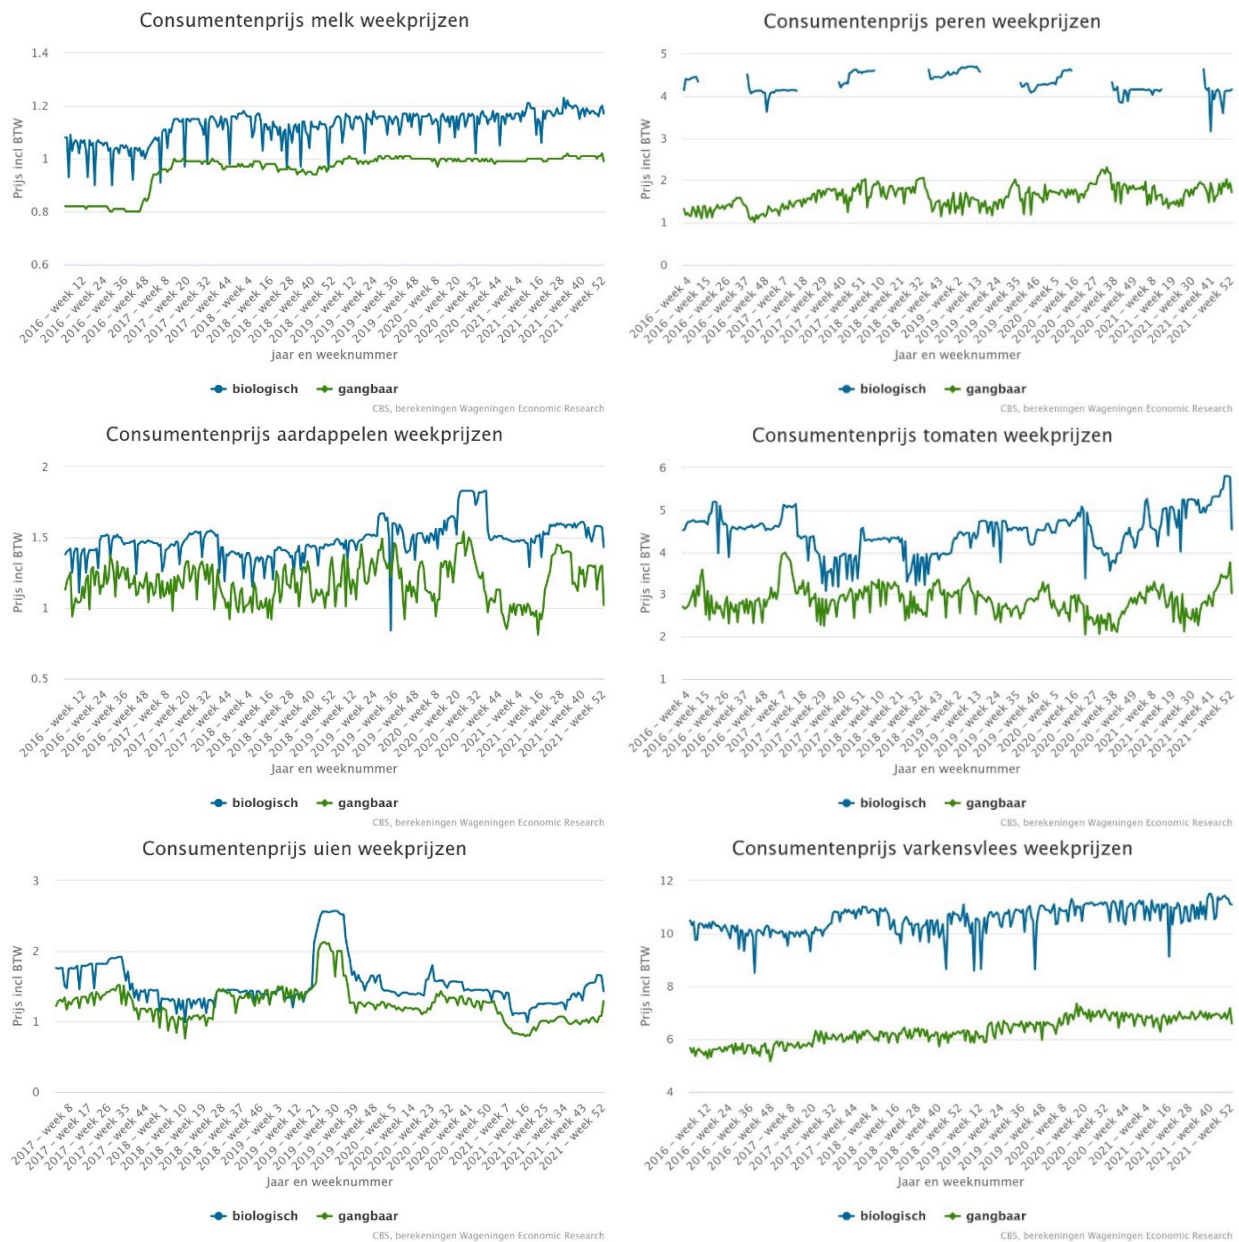 Consumentenprijs melk weekprijzen
Prijs incl BTW
1.4
1.2
1
0.8
0.6
2016 – week 12
2016 – week 24
2016 – week 36
2016 – week 48
2017 – week 8
2017 – week 20
2017 – week 32
2017 – week 44
2018 – week 4
2018 – week 16
2018 – week 28
2018 – week 40
2018 – week 52
2019 – week 12
2019 – week 24
2019 – week 36
2019 – week 48
2020 – week 8
2020 – week 20
2020 – week 32
2020 – week 44
2021 – week 4
2021 – week 16
2021 – week 28
2021 – week 40
2021 – week 52
Jaar en weeknummer
biologisch gangbaar
CBS, berekeningen Wageningen Economic Research
Consumentenprijs peren weekprijzen
Prijs incl BTW
5
4
3
2
1
0
2016 – week 4
2016 – week 15
2016 – week 26
2016 – week 37
2016 – week 48
2017 – week 7
2017 – week 18
2017 – week 29
2017 – week 40
2017 – week 51
2018 – week 10
2018 – week 21
2018 – week 32
2018 – week 43
2019 – week 2
2019 – week 13
2019 – week 24
2019 – week 35
2019 – week 46
2020 – week 5
2020 – week 16
2020 – week 27
2020 – week 38
2020 – week 49
2021 – week 8
2021 – week 19
2021 – week 30
2021 – week 41
2021 – week 52
Jaar en weeknummer
biologisch gangbaar
CBS, berekeningen Wageningen Economic Research
Consumentenprijs aardappelen weekprijzen
Prijs incl BTW
2
1.5
1
0.5
2016 – week 12
2016 – week 24
2016 – week 36
2016 – week 48
2017 – week 8
2017 – week 20
2017 – week 32
2017 – week 44
2018 – week 4
2018 – week 16
2018 – week 28
2018 – week 40
2018 – week 52
2019 – week 12
2019 – week 24
2019 – week 36
2019 – week 48
2020 – week 8
2020 – week 20
2020 – week 32
2020 – week 44
2021 – week 4
2021 – week 16
2021 – week 28
2021 – week 40
2021 – week 52
Jaar en weeknummer
biologisch gangbaar
CBS, berekeningen Wageningen Economic Research
Consumentenprijs tomaten weekprijzen
Prijs incl BTW
6
5
4
3
2
1
2016 – week 4
2016 – week 15
2016 – week 26
2016 – week 37
2016 – week 48
2017 – week 7
2017 – week 18
2017 – week 29
2017 – week 40
2017 – week 51
2018 – week 10
2018 – week 21
2018 – week 32
2018 – week 43
2019 – week 2
2019 – week 13
2019 – week 24
2019 – week 35
2019 – week 46
2020 – week 5
2020 – week 16
2020 – week 27
2020 – week 38
2020 – week 49
2021 – week 8
2021 – week 19
2021 – week 30
2021 – week 41
2021 – week 52
Jaar en weeknummer
biologisch gangbaar
CBS, berekeningen Wageningen Economic Research
Consumentenprijs uien weekprijzen
Prijs incl BTW
3
2
1
0
2017 – week 8
2017 – week 17
2017 – week 26
2017 – week 35
2017 – week 44
2018 – week 1
2018 – week 10
2018 – week 19
2018 – week 28
2018 – week 37
2018 – week 46
2019 – week 3
2019 – week 12
2019 – week 21
2019 – week 30
2019 – week 39
2019 – week 48
2020 – week 5
2020 – week 14
2020 – week 23
2020 – week 32
2020 – week 41
2020 – week 50
2021 – week 7
2021 – week 16
2021 – week 25
2021 – week 34
2021 – week 43
2021 – week 52
Jaar en weeknummer
biologisch gangbaar
CBS, berekeningen Wageningen Economic Research
Consumentenprijs varkensvlees weekprijzen
Prijs incl BTW
12
10
8
6
4
2016 – week 12
2016 – week 24
2016 – week 36
2016 – week 48
2017 – week 8
2017 – week 20
2017 – week 32
2017 – week 44
2018 – week 4
2018 – week 16
2018 – week 28
2018 – week 40
2018 – week 52
2019 – week 12
2019 – week 24
2019 – week 36
2019 – week 48
2020 – week 8
2020 – week 20
2020 – week 32
2020 – week 44
2021 – week 4
2021 – week 16
2021 – week 28
2021 – week 40
2021 – week 52
Jaar en weeknummer
biologisch gangbaar
CBS, berekeningen Wageningen Economic Research